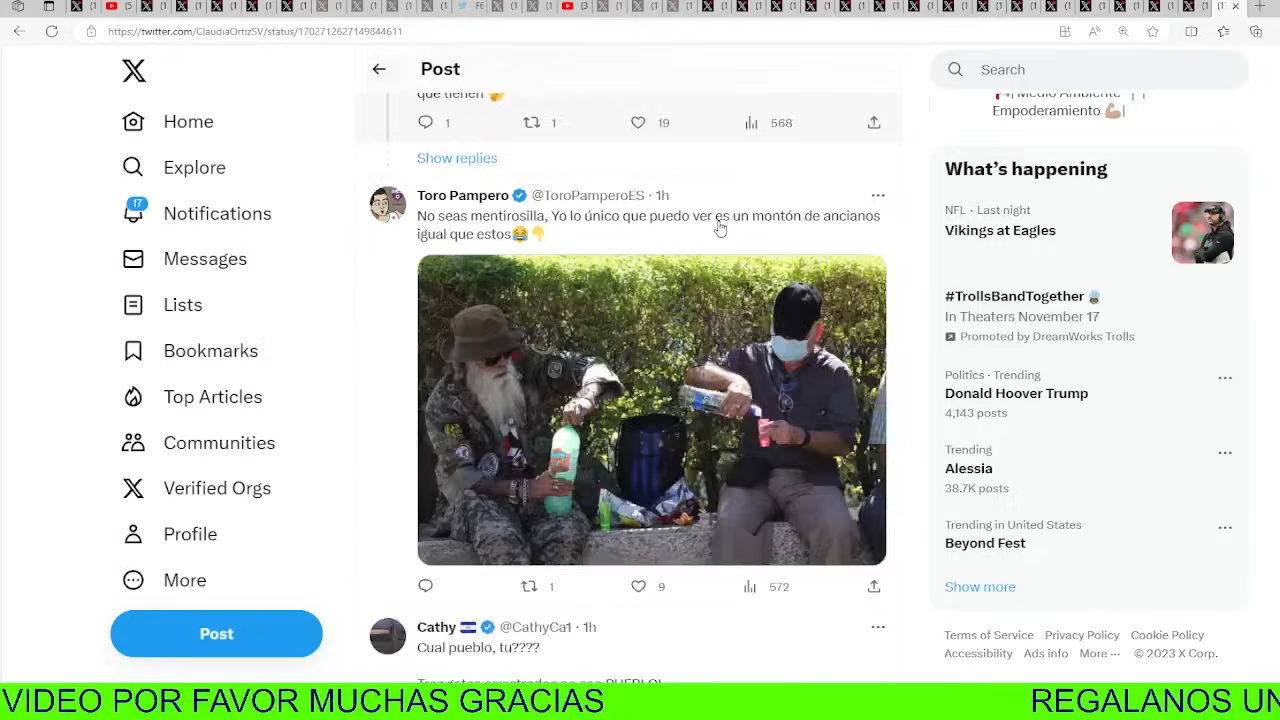 https://twitter.com/ClaudiaOrtizSV/status/1702712627149844611
Home
Explore
17
Notifications
Messages
Lists
Bookmarks
Top Articles
Communities
Verified Orgs
Profile
More
Post
Post
que tienen
1
1
19
568
Show replies
Toro Pampero @ToroPamperoES · 1h
No seas mentirosilla, Yo lo único que puedo ver es un montón de ancianos
igual que estos😂👇
1
9
572
Cathy @CathyCa1 · 1h
Cual pueblo, tu????
Search
Medio Ambiente
Empoderamiento 💪🏽|
What's happening
NFL · Last night
Vikings at Eagles
#TrollsBandTogether
In Theaters November 17
Promoted by DreamWorks Trolls
Politics · Trending
Donald Hoover Trump
4,143 posts
Trending
Alessia
38.7K posts
Trending in United States
Beyond Fest
Show more
Terms of Service Privacy Policy Cookie Policy
Accessibility Ads info More ··· © 2023 X Corp.
VIDEO POR FAVOR MUCHAS GRACIAS REGALANOS UN